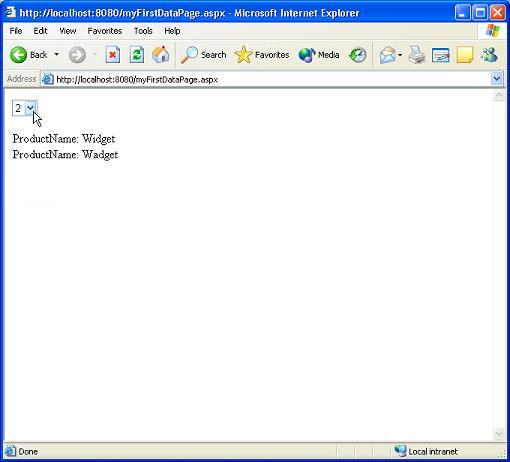 http://localhost:8080/myFirstDataPage.aspx - Microsoft Internet Explorer
File Edit View Favorites Tools Help
Back Search Favorites Media
Address http://localhost:8080/myFirstDataPage.aspx
2
ProductName: Widget
ProductName: Wadget
Done Local intranet